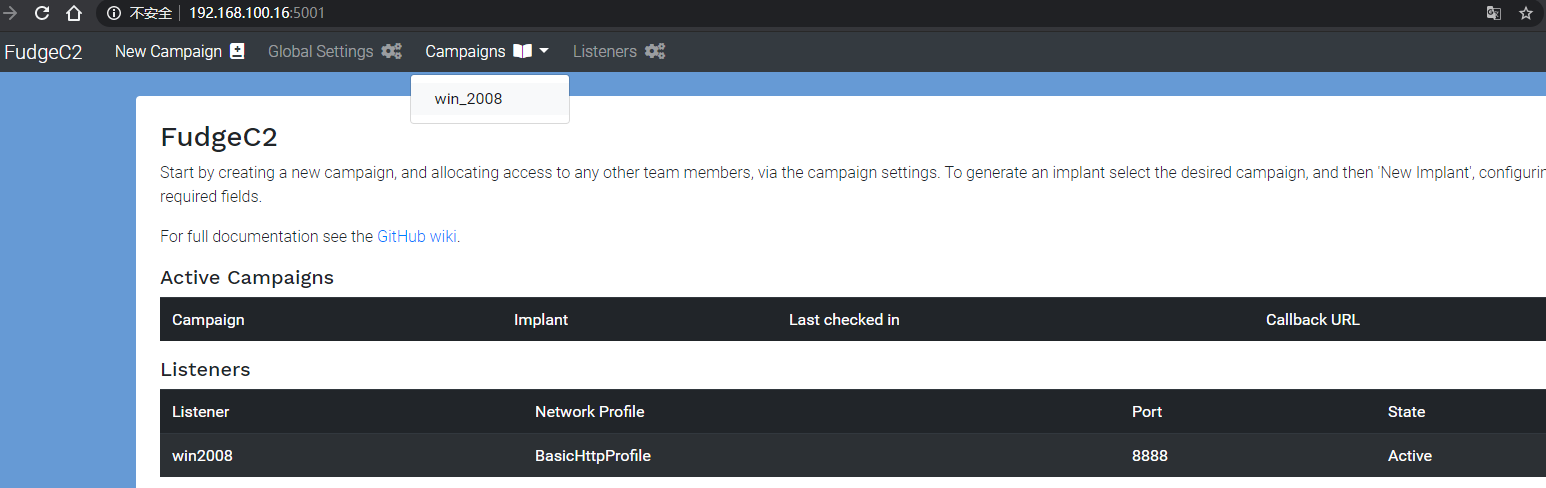 不安全 192.168.100.16:5001
FudgeC2 New Campaign Global Settings Campaigns Listeners
win_2008
FudgeC2
Start by creating a new campaign, and allocating access to any other team members, via the campaign settings. To generate an implant select the desired campaign, and then 'New Implant', configurin
required fields.
For full documentation see the GitHub wiki.
Active Campaigns
Campaign Implant Last checked in Callback URL
Listeners
Listener Network Profile Port State
win2008 BasicHttpProfile 8888 Active